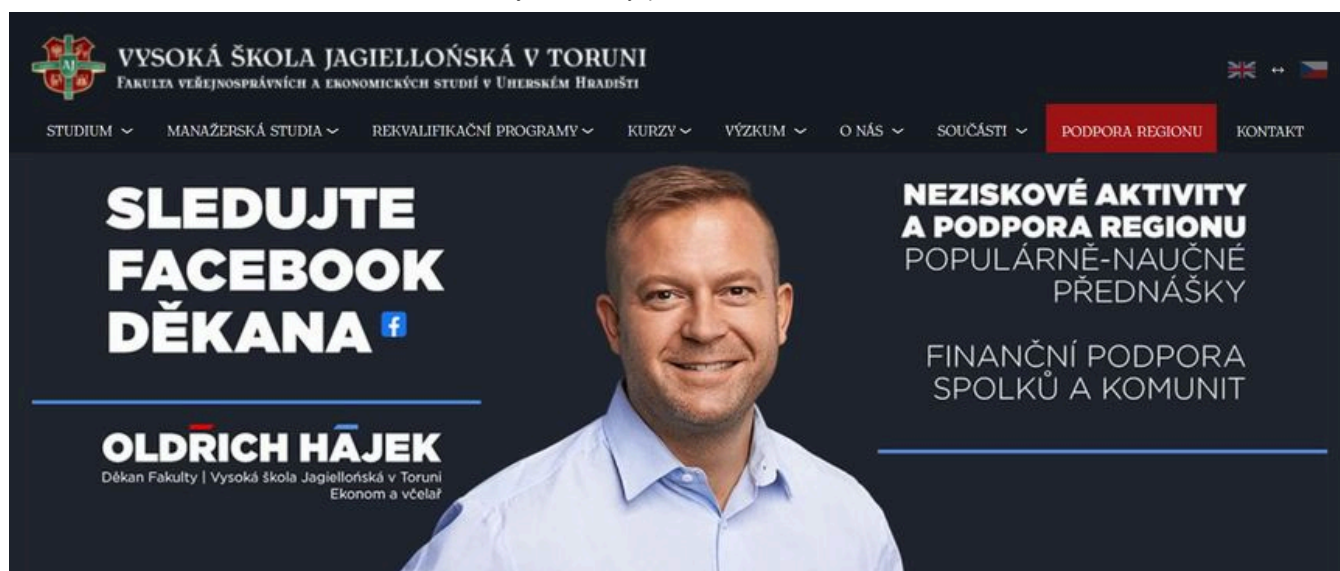 AJ
VYSOKÁ ŠKOLA JAGIELLOŃSKÁ V TORUNI
FAKULTA VEŘEJNOSPRÁVNÍCH A EKONOMICKÝCH STUDIÍ V UHERSKÉM HRADIŠTI
STUDIUM MANAŽERSKÁ STUDIA REKVALIFIKAČNÍ PROGRAMY KURZY VÝZKUM O NÁS SOUČÁSTI PODPORA REGIONU KONTAKT
SLEDUJTE
FACEBOOK
DĚKANA f
OLDŘICH HÁJEK
Děkan Fakulty | Vysoká škola Jagiellońská v Toruni
Ekonom a včelař
NEZISKOVÉ AKTIVITY
A PODPORA REGIONU
POPULÁRNĚ-NAUČNÉ
PŘEDNÁŠKY
FINANČNÍ PODPORA
SPOLKŮ A KOMUNIT